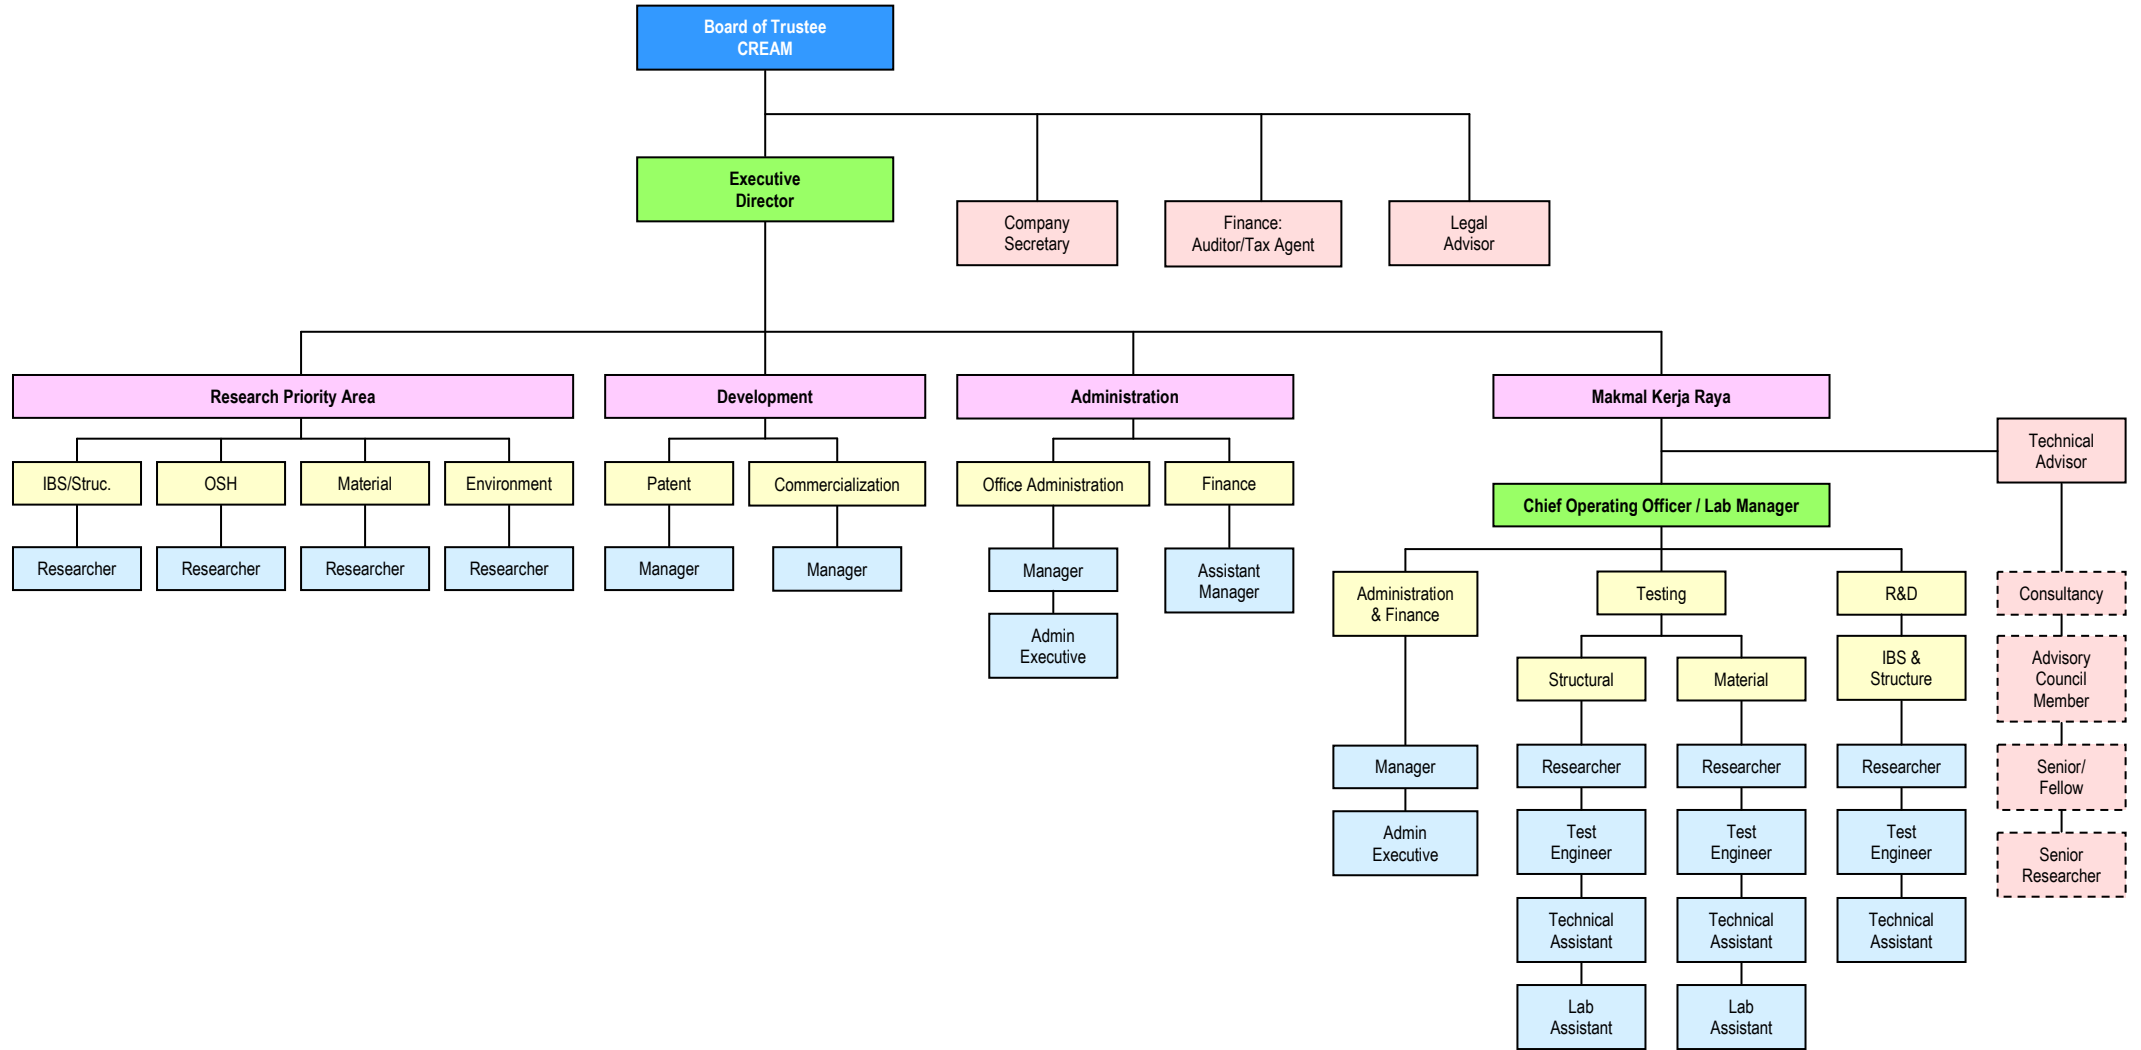 Board of Trustee
CREAM
Executive
Director
Company
Secretary
Finance:
Auditor/Tax Agent
Legal
Advisor
Research Priority Area
Development
Administration
Makmal Kerja Raya
Technical
Advisor
IBS/Struc.
OSH
Material
Environment
Patent
Commercialization
Office Administration
Finance
Chief Operating Officer / Lab Manager
Researcher
Researcher
Researcher
Researcher
Manager
Manager
Manager
Assistant
Manager
Admin
Executive
Administration
& Finance
Testing
R&D
Consultancy
Structural
Material
IBS &
Structure
Advisory
Council
Member
Manager
Researcher
Researcher
Researcher
Senior/
Fellow
Admin
Executive
Test
Engineer
Test
Engineer
Test
Engineer
Senior
Researcher
Technical
Assistant
Technical
Assistant
Technical
Assistant
Lab
Assistant
Lab
Assistant